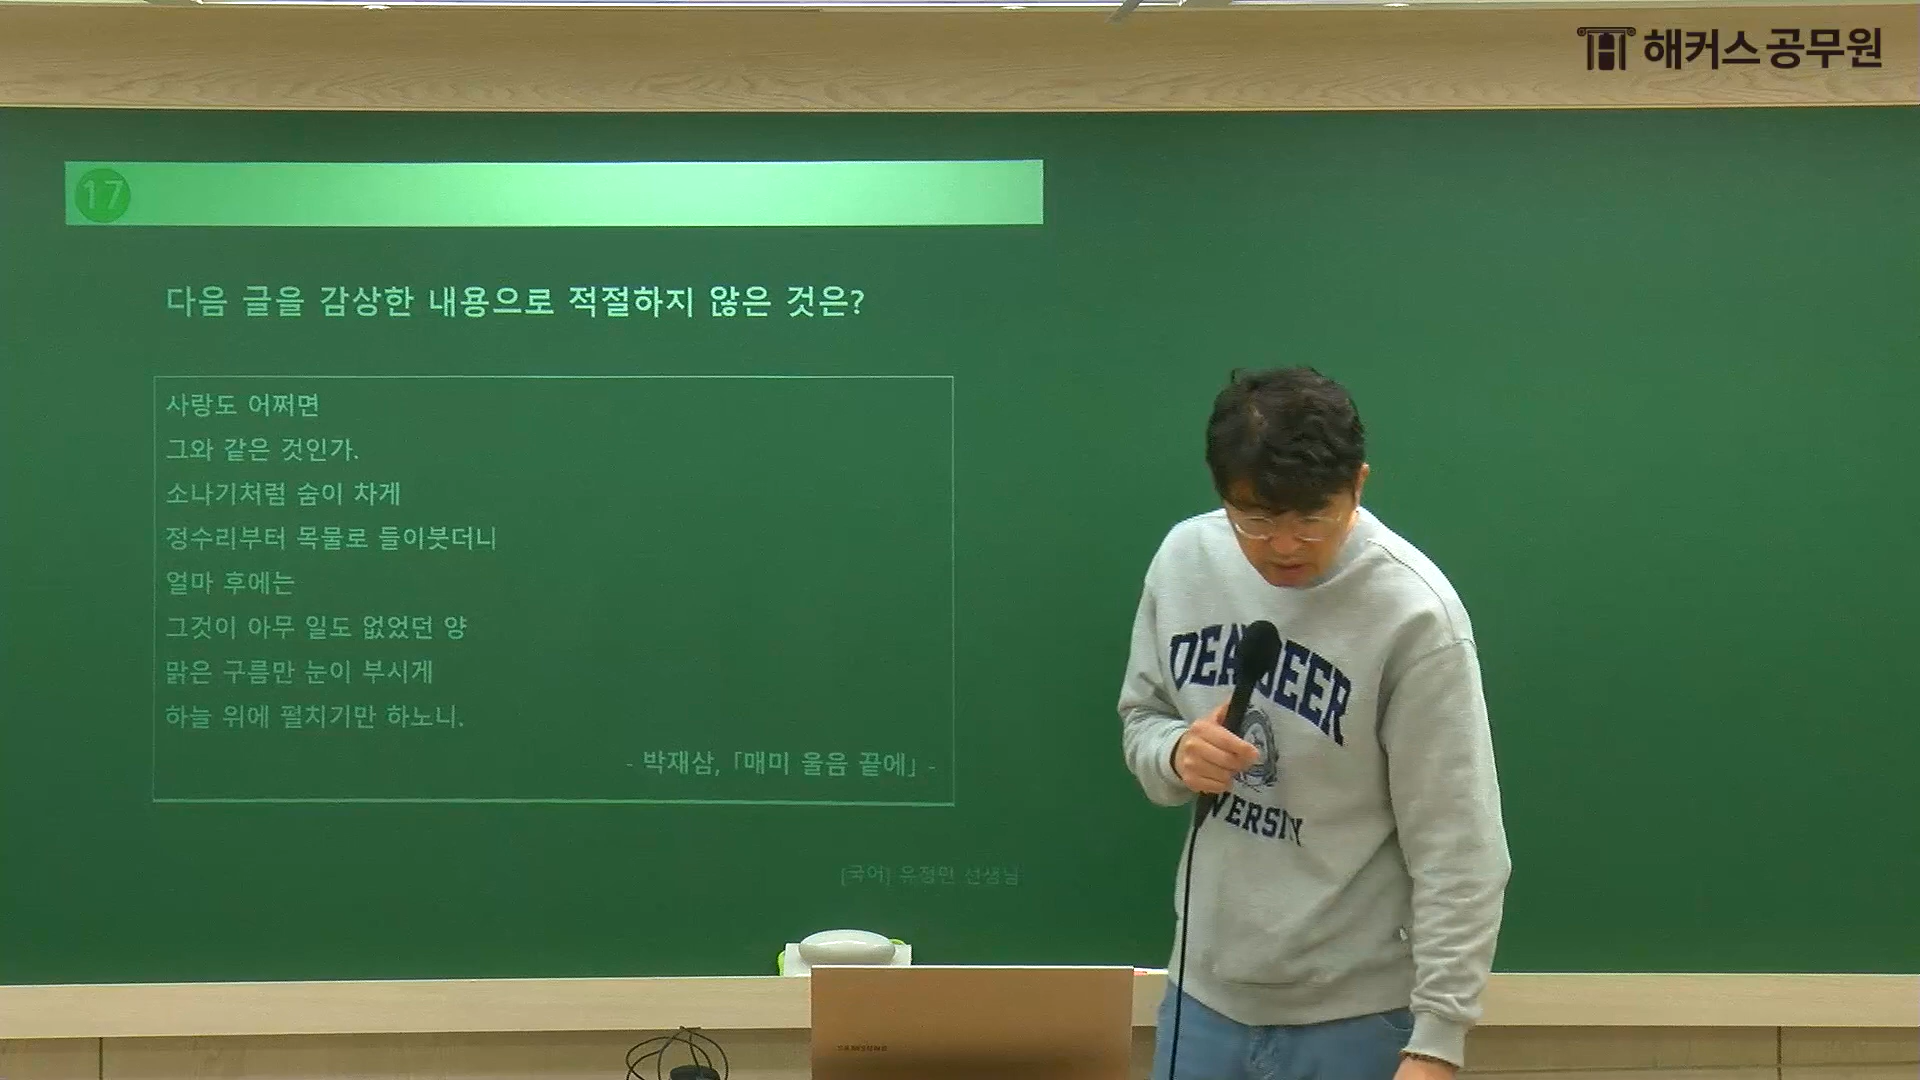 해커스 공무원
17
다음 글을 감상한 내용으로 적절하지 않은 것은?
사랑도 어쩌면
그와 같은 것인가.
소나기처럼 숨이 차게
정수리부터 목물로 들이붓더니
얼마 후에는
그것이 아무 일도 없었던 양
맑은 구름만 눈이 부시게
하늘 위에 펼치기만 하노니.
- 박재삼, 「매미 울음 끝에」 -
[국어] 유정민 선생님
SAMSUNG